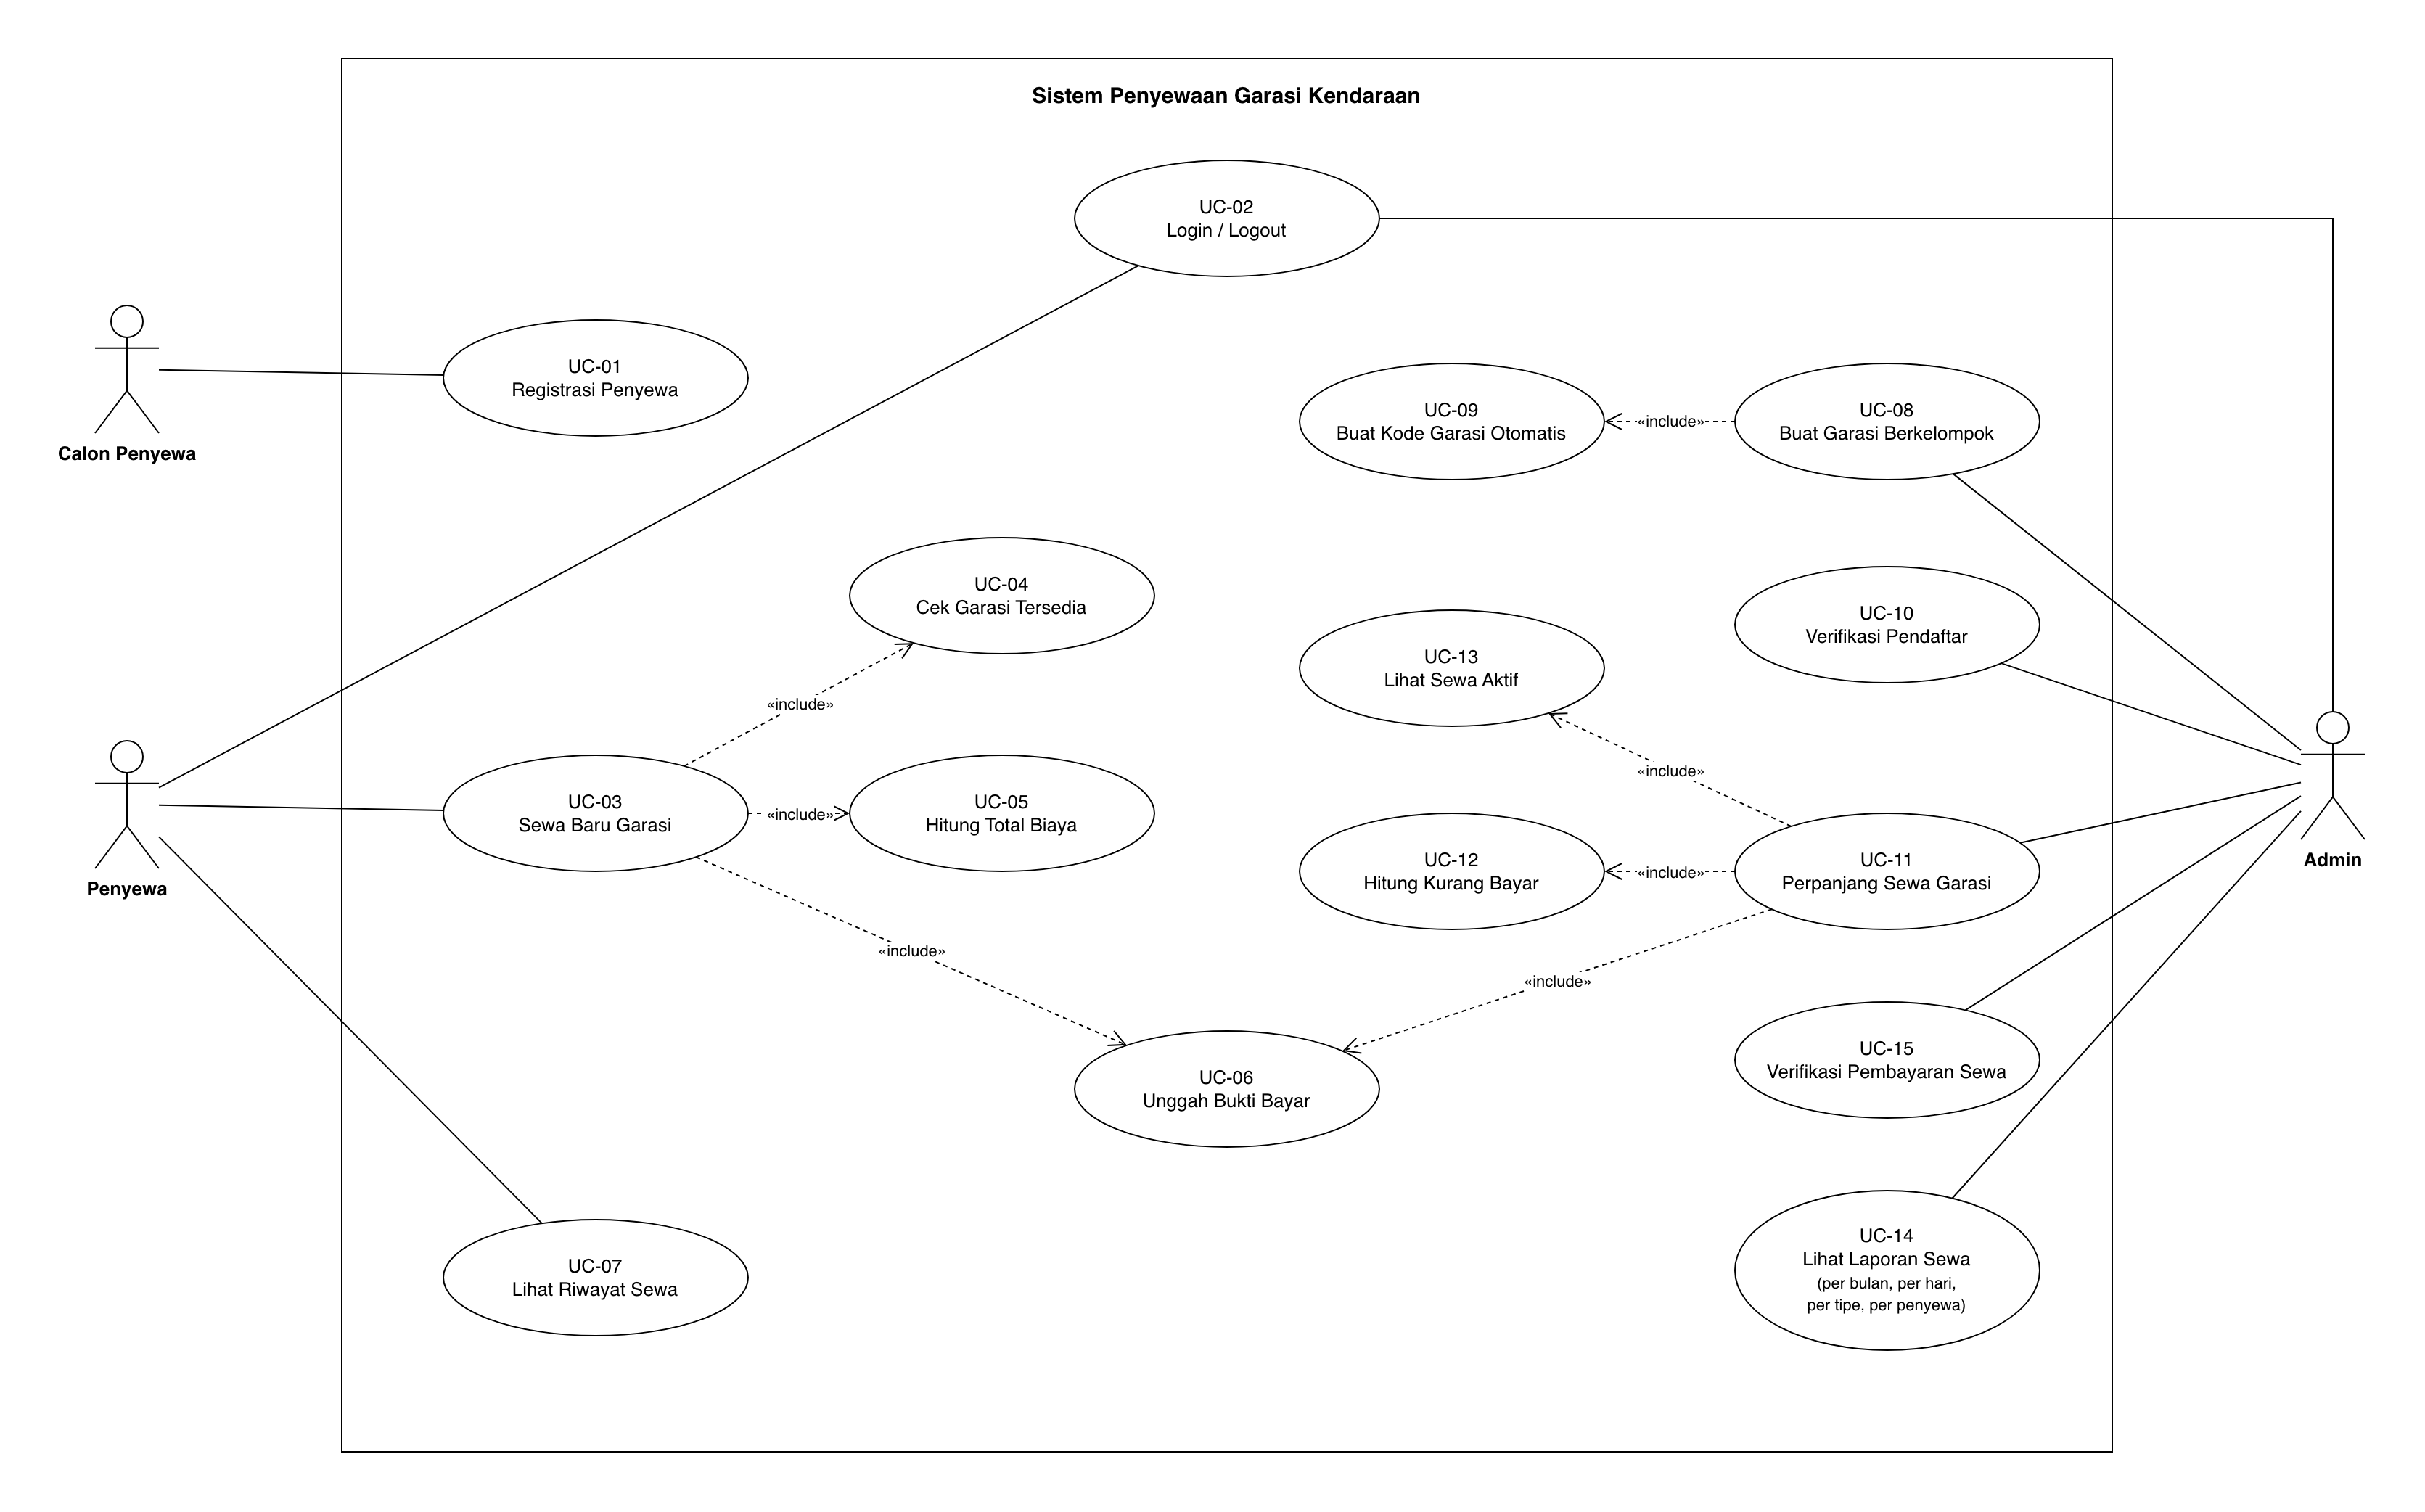 Sistem Penyewaan Garasi Kendaraan
UC-02
Login / Logout
UC-01
Registrasi Penyewa
Calon Penyewa
UC-09
Buat Kode Garasi Otomatis
«include»
UC-08
Buat Garasi Berkelompok
UC-04
Cek Garasi Tersedia
UC-10
Verifikasi Pendaftar
UC-13
Lihat Sewa Aktif
«include»
«include»
UC-03
Sewa Baru Garasi
«include»
UC-05
Hitung Total Biaya
Penyewa
UC-12
Hitung Kurang Bayar
«include»
UC-11
Perpanjang Sewa Garasi
Admin
«include»
«include»
UC-06
Unggah Bukti Bayar
UC-15
Verifikasi Pembayaran Sewa
UC-07
Lihat Riwayat Sewa
UC-14
Lihat Laporan Sewa
(per bulan, per hari,
per tipe, per penyewa)